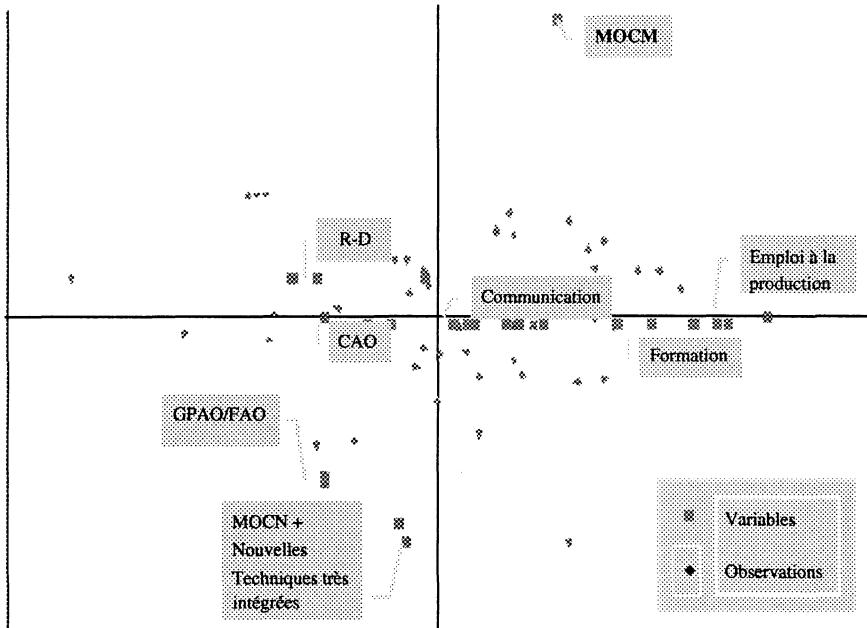 MOCM
R-D
Emploi à la
production
Communication
CAO
Formation
GPAO/FAO
MOCN +
Nouvelles
Techniques très
intégrées
Variables
Observations